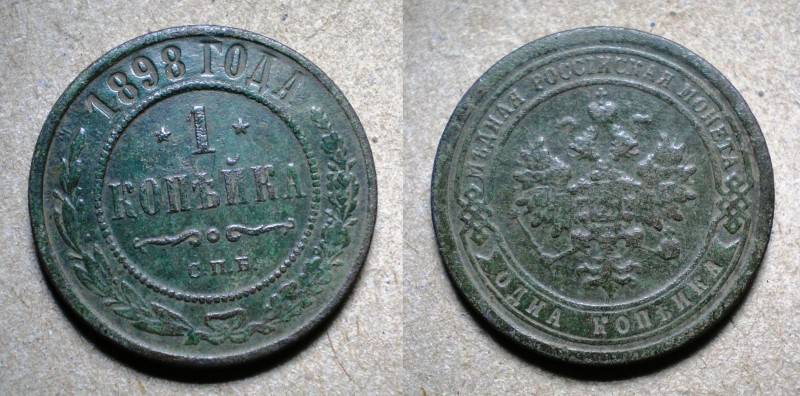 1898 ГОДА
1
КОПѢЙКА
С.П.Б.
МѢДНАЯ РОССІЙСКАЯ МОНЕТА
ОДНА КОПѢЙКА